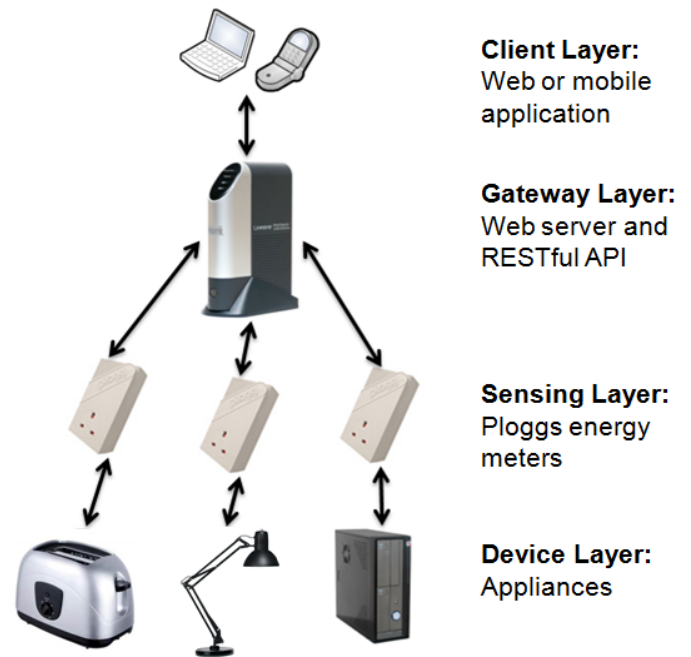 Client Layer:
Web or mobile
application
Gateway Layer:
Web server and
RESTful API
Sensing Layer:
Ploggs energy
meters
Device Layer:
Appliances